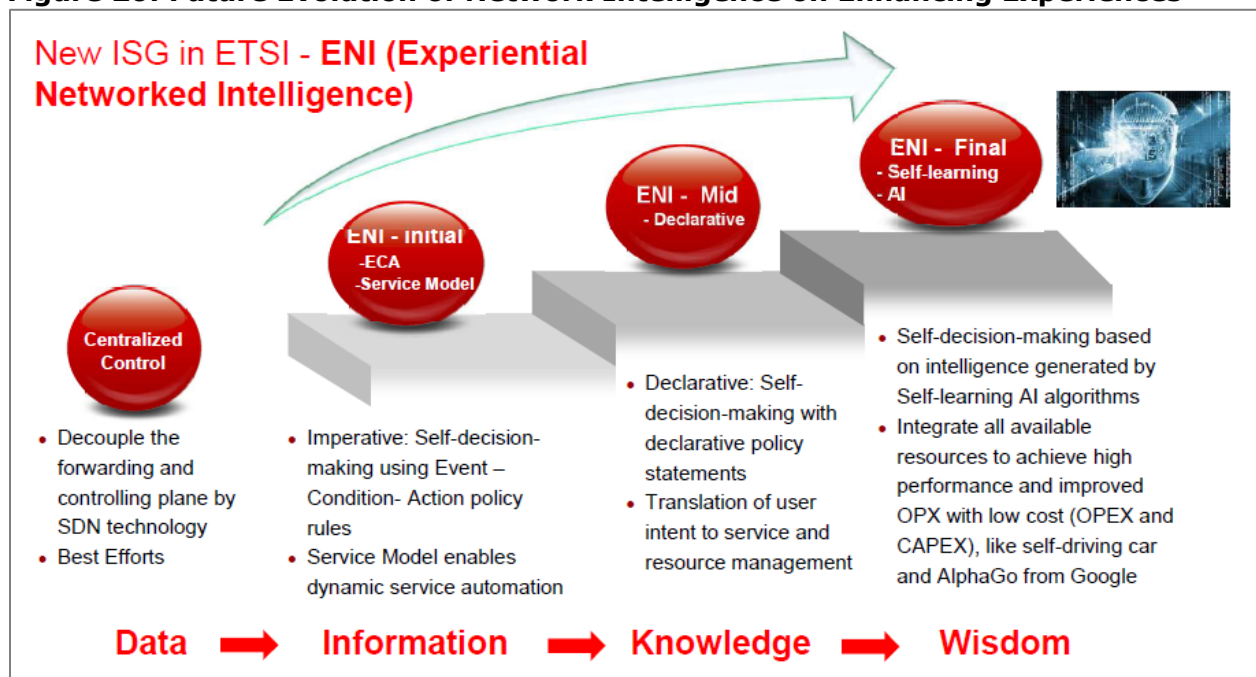 New ISG in ETSI - ENI (Experiential
Networked Intelligence)
Centralized
Control
• Decouple the
forwarding and
controlling plane by
SDN technology
• Best Efforts
ENI - Initial
-ECA
-Service Model
• Imperative: Self-decision-
making using Event –
Condition- Action policy
rules
• Service Model enables
dynamic service automation
ENI - Mid
- Declarative
• Declarative: Self-
decision-making with
declarative policy
statements
• Translation of user
intent to service and
resource management
ENI - Final
- Self-learning
- AI
• Self-decision-making based
on intelligence generated by
Self-learning AI algorithms
• Integrate all available
resources to achieve high
performance and improved
OPX with low cost (OPEX and
CAPEX), like self-driving car
and AlphaGo from Google
Data → Information → Knowledge → Wisdom